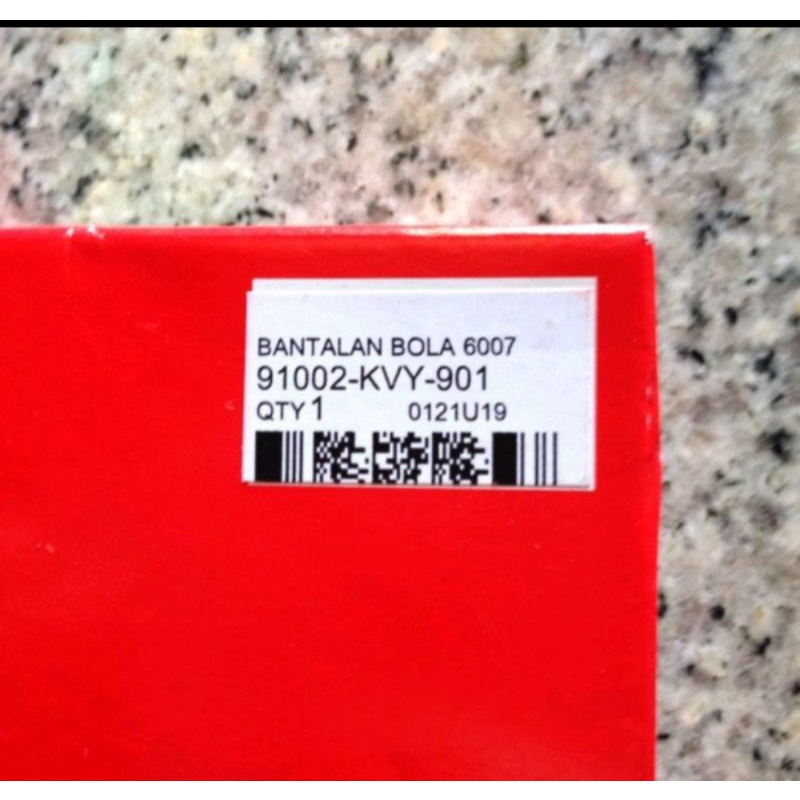 BANTALAN BOLA 6007
91002-KVY-901
QTY 1 0121U19